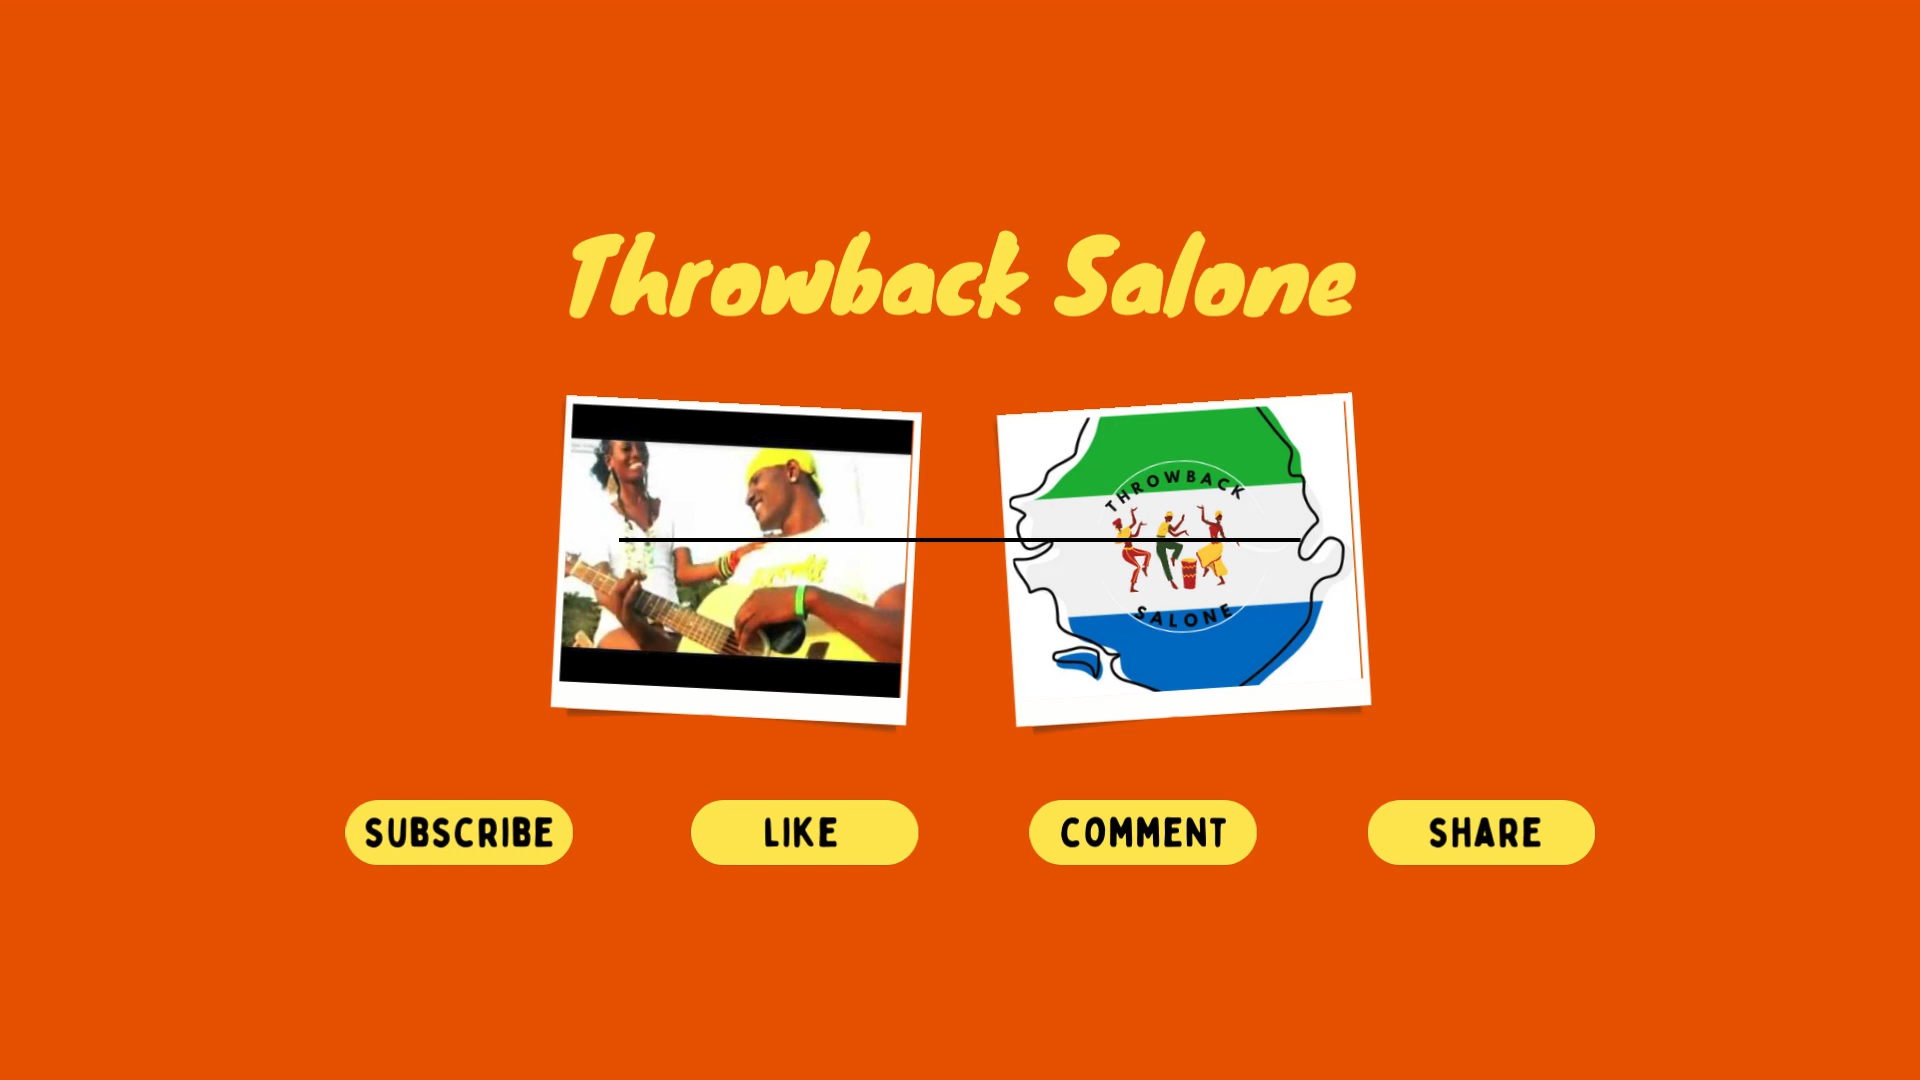 Throwback Salone
THROWBACK
SALONE
SUBSCRIBE
LIKE
COMMENT
SHARE